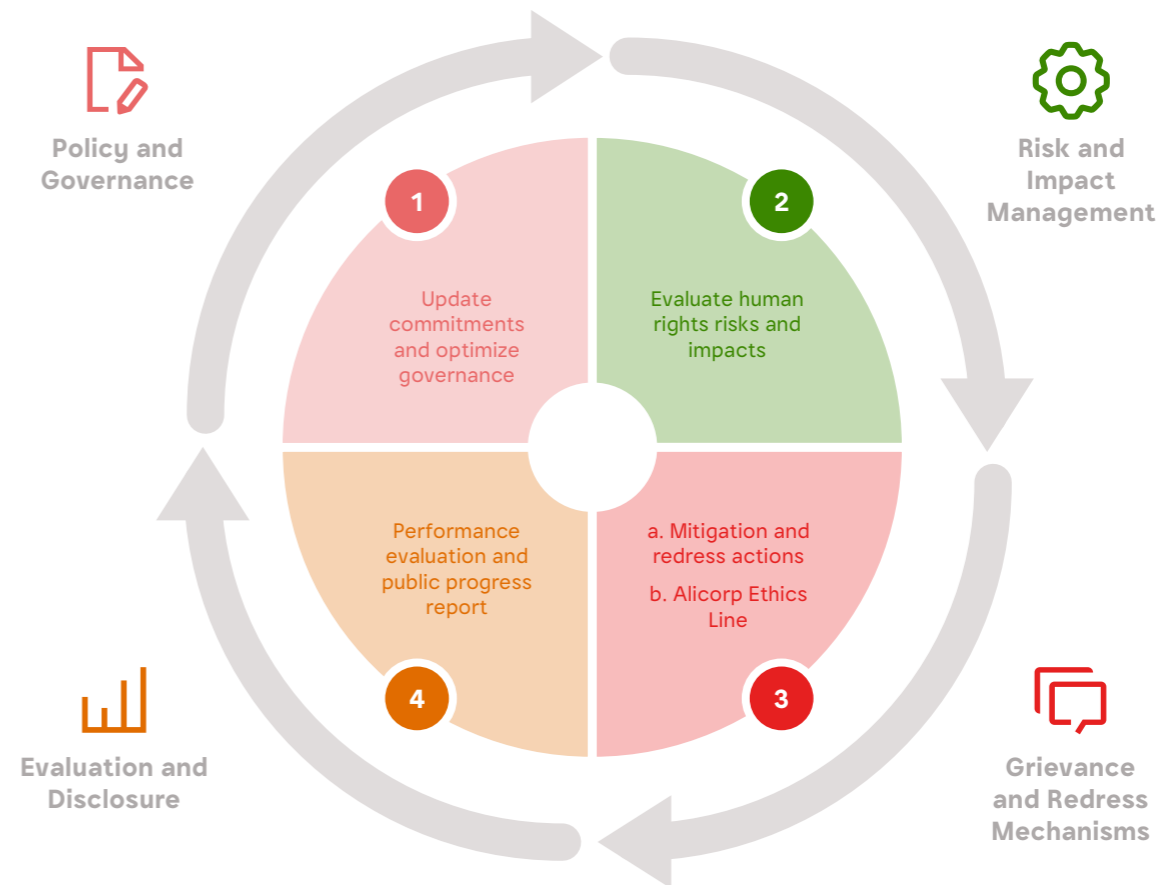 Policy and
Governance
1
Update
commitments
and optimize
governance
2
Evaluate human
rights risks and
impacts
Risk and
Impact
Management
a. Mitigation and
redress actions
b. Alicorp Ethics
Line
3
Grievance
and Redress
Mechanisms
Performance
evaluation and
public progress
report
4
Evaluation and
Disclosure